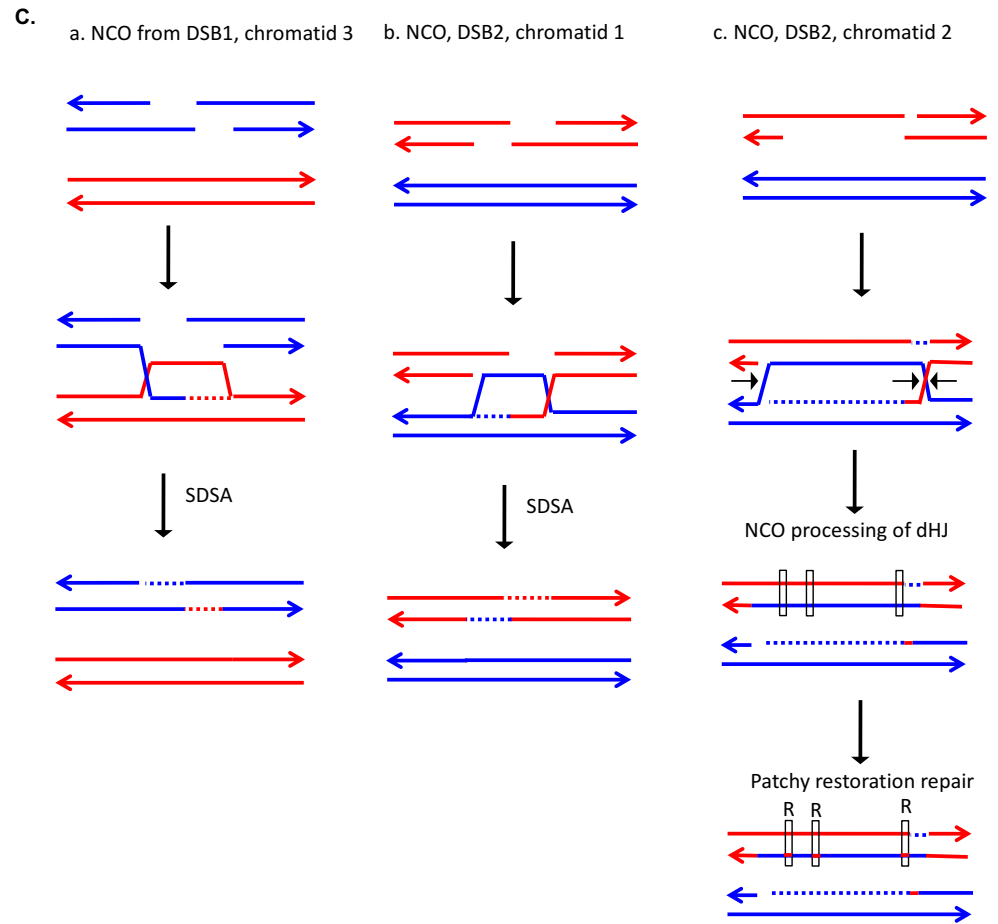 C.
a. NCO from DSB1, chromatid 3
b. NCO, DSB2, chromatid 1
c. NCO, DSB2, chromatid 2
SDSA
SDSA
NCO processing of dHJ
Patchy restoration repair
R R R